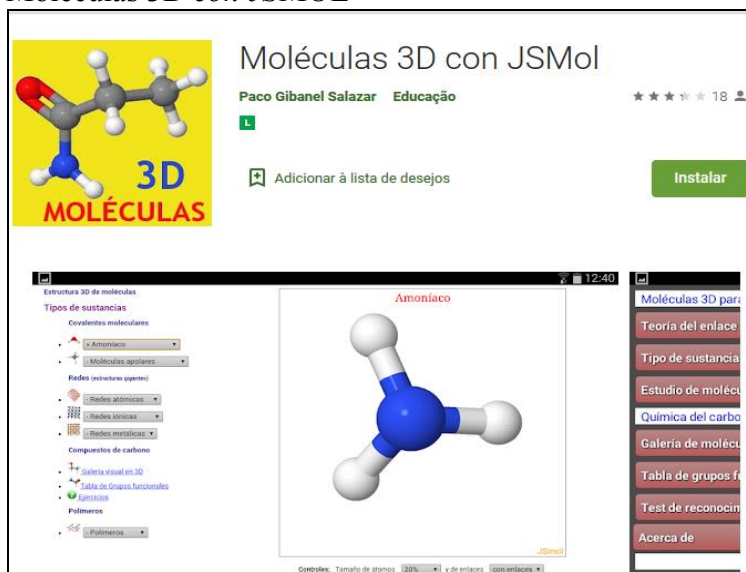 Moléculas 3D con JSMOL
Moléculas 3D con JSMol
Paco Gibanel Salazar Educação
18
L
Adicionar à lista de desejos
Instalar
3D
MOLÉCULAS
12:40
Estructura 3D de moleculas
Tipos de sustancias
Covalentes moleculares
+ Amoniaco
- Moléculas apolares
Redes (estructuras gigantes)
- Redes atómicas
- Redes iónicas
- Redes metálicas
Compuestos de carbono
Galeria visual en 3D
Tabla de Grupos funcionales
Ejercicios
Polímeros
- Polímeros
Amoníaco
JSmol
Controles: Tamaño de atomos 20% y de enlaces con enlaces
Moléculas 3D para
Teoría del enlace
Tipo de sustancia
Estudio de molécu
Química del carbo
Galería de molécu
Tabla de grupos f
Test de reconocim
Acerca de